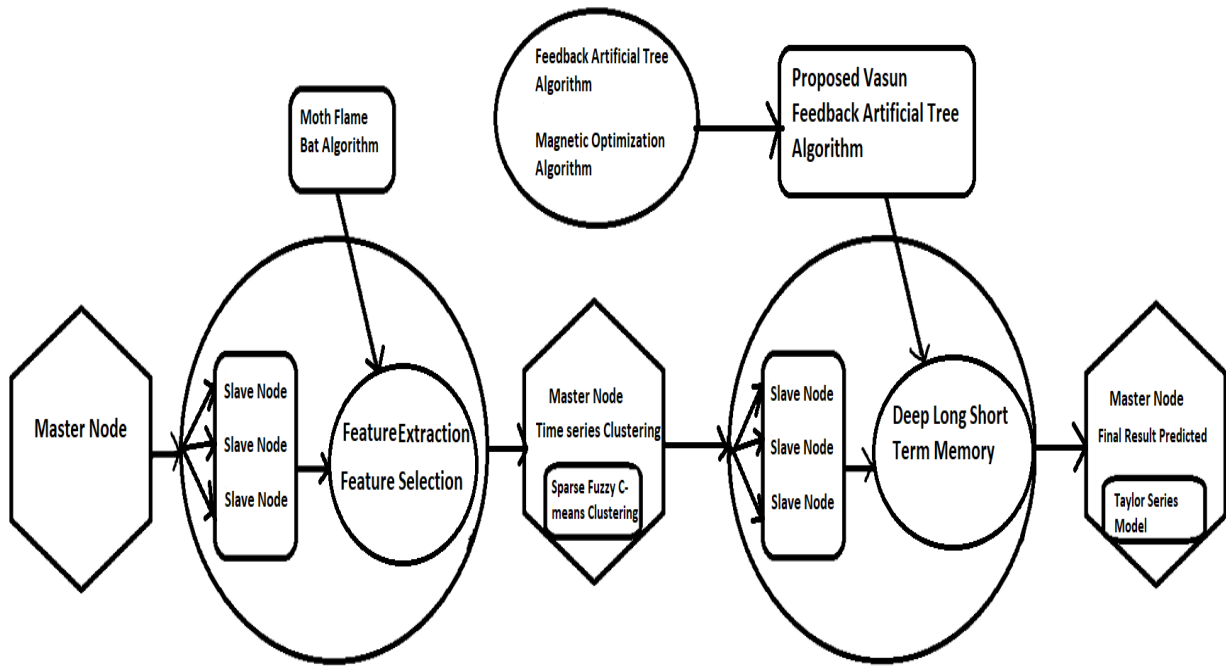 Feedback Artificial Tree
Algorithm
Magnetic Optimization
Algorithm
Proposed Vasun
Feedback Artificial Tree
Algorithm
Moth Flame
Bat Algorithm
Master Node
Slave Node
Slave Node
Slave Node
Feature Extraction
Feature Selection
Master Node
Time series Clustering
Sparse Fuzzy C-
means Clustering
Slave Node
Slave Node
Slave Node
Deep Long Short
Term Memory
Master Node
Final Result Predicted
Taylor Series
Model